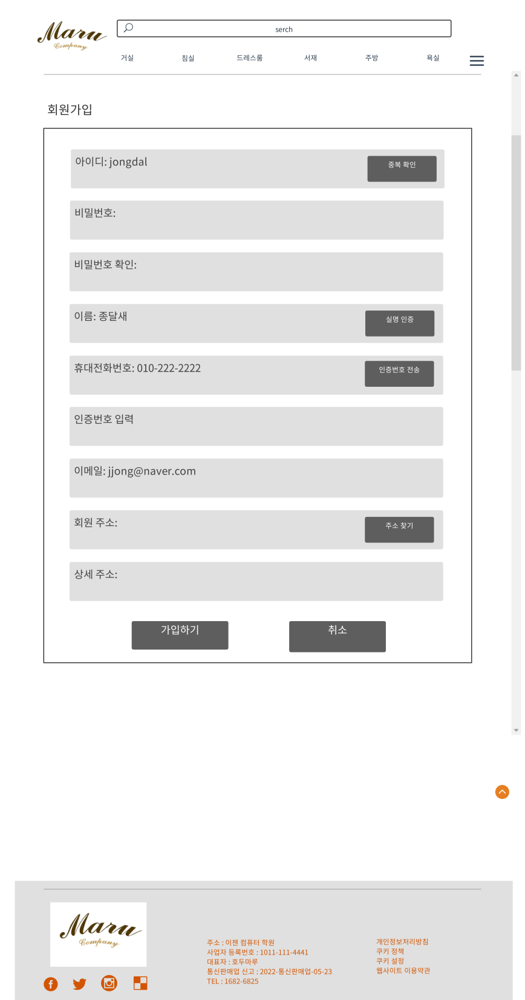 Maru
Company
serch
거실 침실 드레스룸 서재 주방 욕실
회원가입
아이디: jongdal
중복 확인
비밀번호:
비밀번호 확인:
이름: 종달새
실명 인증
휴대전화번호: 010-222-2222
인증번호 전송
인증번호 입력
이메일: jjong@naver.com
회원 주소:
주소 찾기
상세 주소:
가입하기 취소
Maru
Company
주소 : 이젠 컴퓨터 학원
사업자 등록번호 : 1011-111-4441
대표자 : 호두마루
통신판매업 신고 : 2022-통신판매업-05-23
TEL : 1682-6825
개인정보처리방침
쿠키 정책
쿠키 설정
웹사이트 이용약관